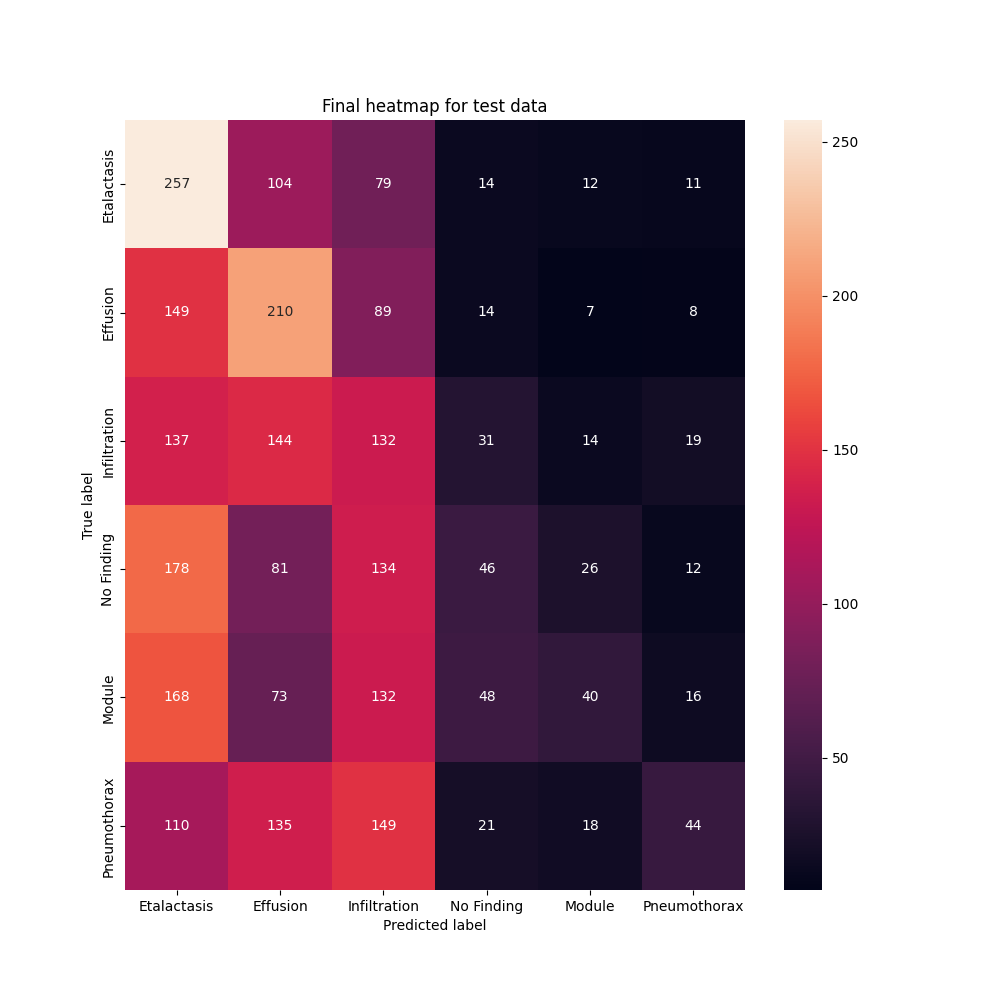 Final heatmap for test data
True label
Etalactasis 257 104 79 14 12 11
Effusion 149 210 89 14 7 8
Infiltration 137 144 132 31 14 19
No Finding 178 81 134 46 26 12
Module 168 73 132 48 40 16
Pneumothorax 110 135 149 21 18 44
Etalactasis Effusion Infiltration No Finding Module Pneumothorax
Predicted label
250
200
150
100
50